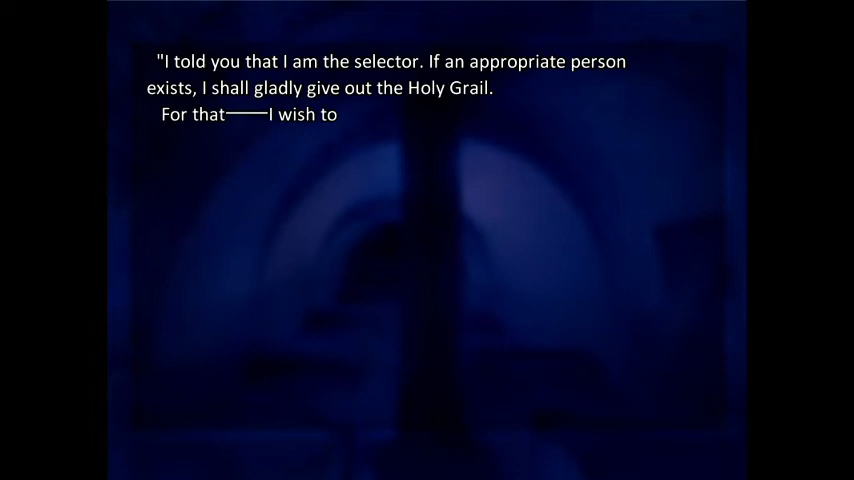 "I told you that I am the selector. If an appropriate person
exists, I shall gladly give out the Holy Grail.
For that───I wish to